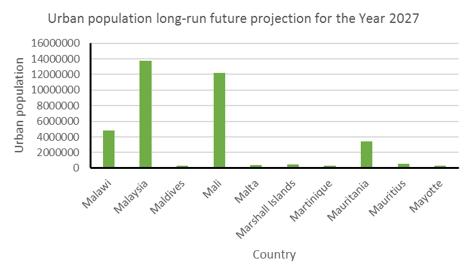 Urban population long-run future projection for the Year 2027
Urban population
16000000
14000000
12000000
10000000
8000000
6000000
4000000
2000000
0
Malawi
Malaysia
Maldives
Mali
Malta
Marshall Islands
Martinique
Mauritania
Mauritius
Mayotte
Country